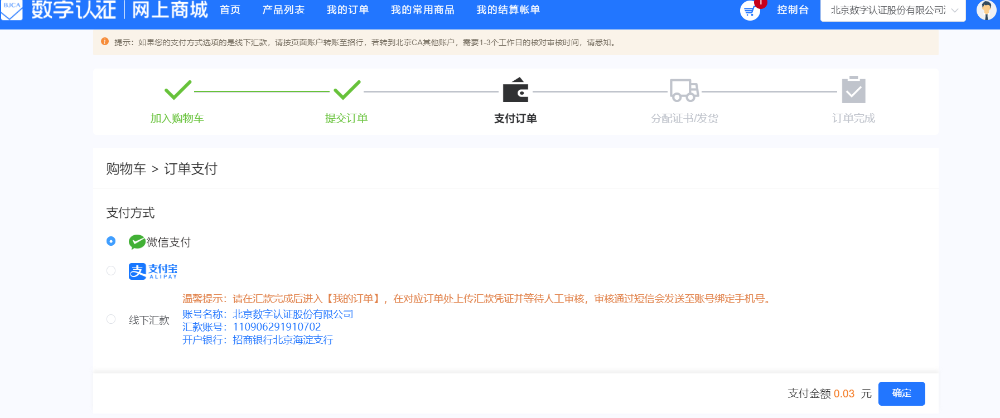 BJCA 数字认证 网上商城 首页 产品列表 我的订单 我的常用商品 我的结算帐单 1 控制台 北京数字认证股份有限公司
提示：如果您的支付方式选项的是线下汇款，请按页面账户转账至招行，若转到北京CA其他账户，需要1-3个工作日的核对审核时间，请悉知。
加入购物车 提交订单 支付订单 分配证书/发货 订单完成
购物车 > 订单支付
支付方式
微信支付
支 支付宝
ALIPAY
温馨提示：请在汇款完成后进入【我的订单】，在对应订单处上传汇款凭证并等待人工审核，审核通过短信会发送至账号绑定手机号。
线下汇款
账号名称：北京数字认证股份有限公司
汇款账号：110906291910702
开户银行：招商银行北京海淀支行
支付金额 0.03 元 确定